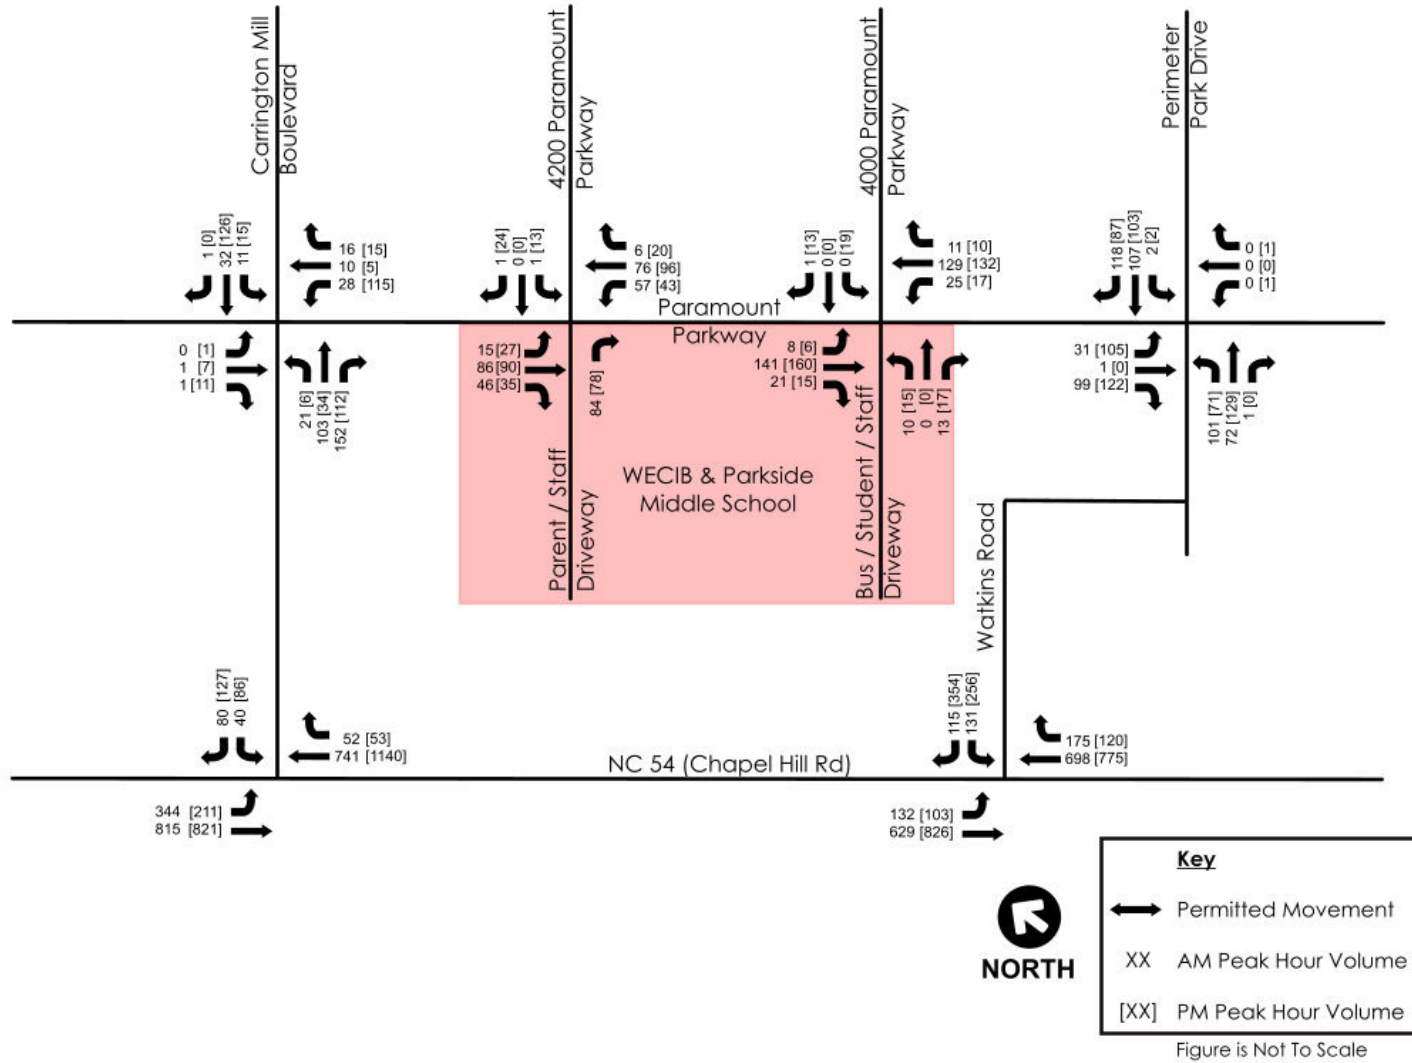 Carrington Mill
Boulevard
4200 Paramount
Parkway
4000 Paramount
Parkway
Perimeter
Park Drive
1 [0]
32 [126]
11 [15]
16 [15]
10 [5]
28 [115]
1 [24]
0 [0]
1 [13]
6 [20]
76 [96]
57 [43]
1 [13]
0 [0]
0 [19]
11 [10]
129 [132]
25 [17]
118 [87]
107 [103]
2 [2]
0 [1]
0 [0]
0 [1]
Paramount
Parkway
0 [1]
1 [7]
1 [11]
21 [6]
103 [34]
152 [112]
15 [27]
86 [90]
46 [35]
84 [78]
8 [6]
141 [160]
21 [15]
10 [15]
0 [0]
13 [17]
31 [105]
1 [0]
99 [122]
101 [71]
72 [129]
1 [0]
WECIB & Parkside
Middle School
Parent / Staff
Driveway
Bus / Student / Staff
Driveway
Watkins Road
80 [127]
40 [86]
52 [53]
741 [1140]
115 [354]
131 [256]
175 [120]
698 [775]
NC 54 (Chapel Hill Rd)
344 [211]
815 [821]
132 [103]
629 [826]
NORTH
Key
Permitted Movement
XX AM Peak Hour Volume
[XX] PM Peak Hour Volume
Figure is Not To Scale